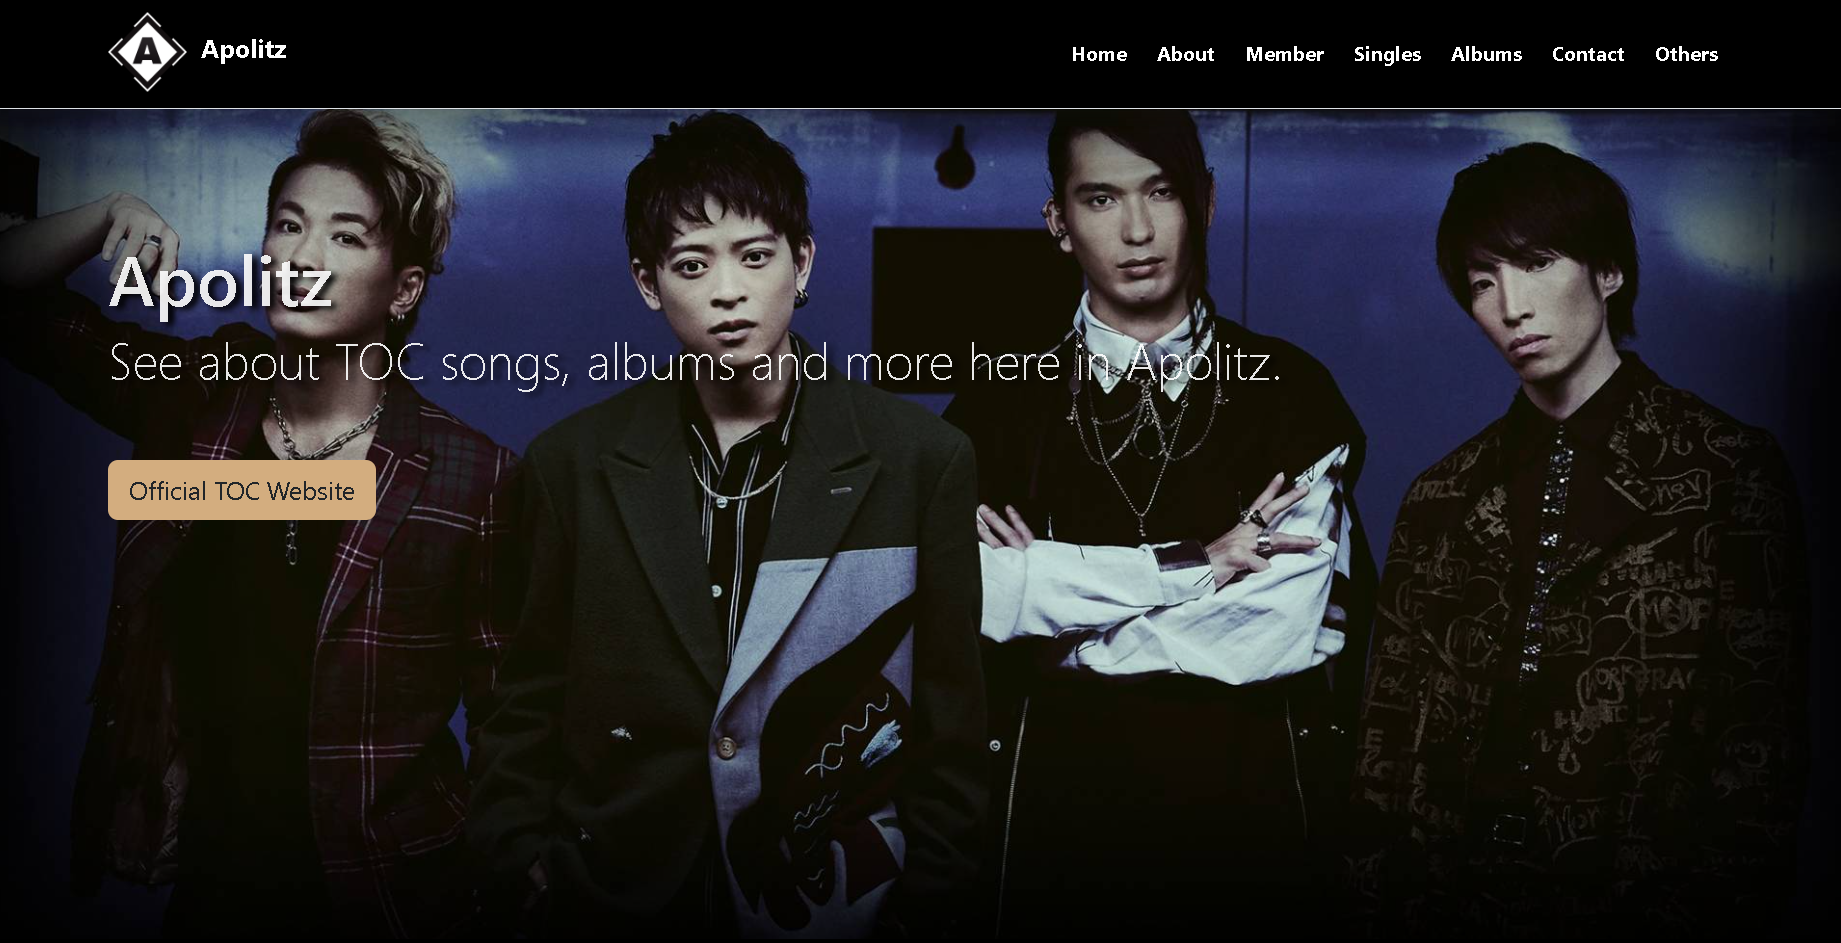 A
Apolitz
Home About Member Singles Albums Contact Others
Apolitz
See about TOC songs, albums and more here in Apolitz.
Official TOC Website